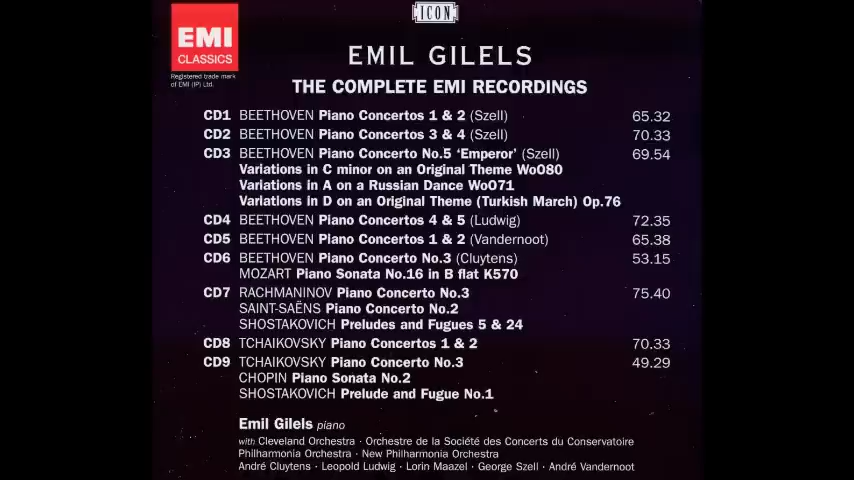 ICON
EMI
CLASSICS
Registered trade mark
of EMI (IP) Ltd.
EMIL GILELS
THE COMPLETE EMI RECORDINGS
CD1 BEETHOVEN Piano Concertos 1 & 2 (Szell) 65.32
CD2 BEETHOVEN Piano Concertos 3 & 4 (Szell) 70.33
CD3 BEETHOVEN Piano Concerto No.5 ‘Emperor’ (Szell) 69.54
Variations in C minor on an Original Theme WoO80
Variations in A on a Russian Dance WoO71
Variations in D on an Original Theme (Turkish March) Op.76
CD4 BEETHOVEN Piano Concertos 4 & 5 (Ludwig) 72.35
CD5 BEETHOVEN Piano Concertos 1 & 2 (Vandernoot) 65.38
CD6 BEETHOVEN Piano Concerto No.3 (Cluytens) 53.15
MOZART Piano Sonata No.16 in B flat K570
CD7 RACHMANINOV Piano Concerto No.3 75.40
SAINT-SAËNS Piano Concerto No.2
SHOSTAKOVICH Preludes and Fugues 5 & 24
CD8 TCHAIKOVSKY Piano Concertos 1 & 2 70.33
CD9 TCHAIKOVSKY Piano Concerto No.3 49.29
CHOPIN Piano Sonata No.2
SHOSTAKOVICH Prelude and Fugue No.1
Emil Gilels piano
with Cleveland Orchestra · Orchestre de la Société des Concerts du Conservatoire
Philharmonia Orchestra · New Philharmonia Orchestra
André Cluytens · Leopold Ludwig · Lorin Maazel · George Szell · André Vandernoot